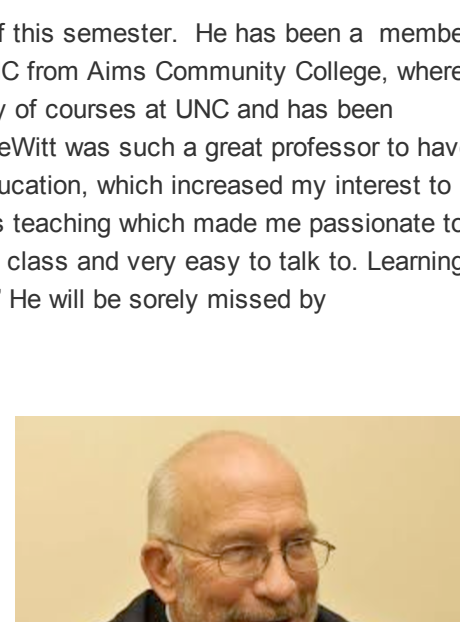 f this semester.  He has been a  membe
C from Aims Community College, where
y of courses at UNC and has been
eWitt was such a great professor to hav
ucation, which increased my interest to
s teaching which made me passionate to
class and very easy to talk to. Learning
He will be sorely missed by